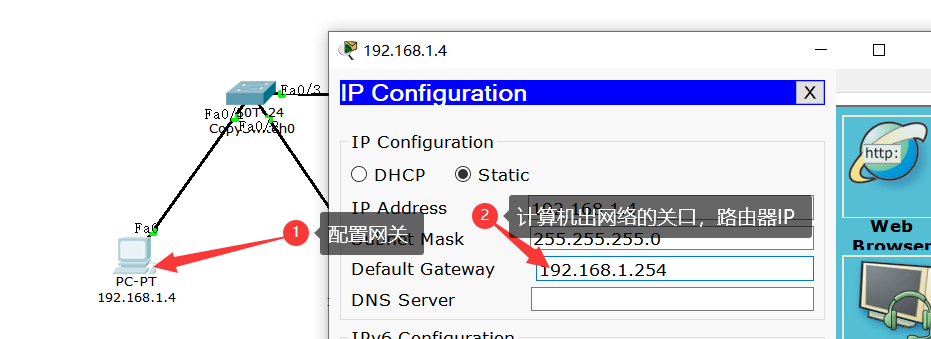 192.168.1.4
IP Configuration
X
Fa0/3
Fa0/
Fa0/2
IP Configuration
DHCP
Static
IP Address
192.168.1.4
2
计算机出网络的关口，路由器IP
Fa0
1
配置网关
Subnet Mask
255.255.255.0
Default Gateway
192.168.1.254
DNS Server
PC-PT
192.168.1.4
IPv6 Configuration
http:
Web
Browser